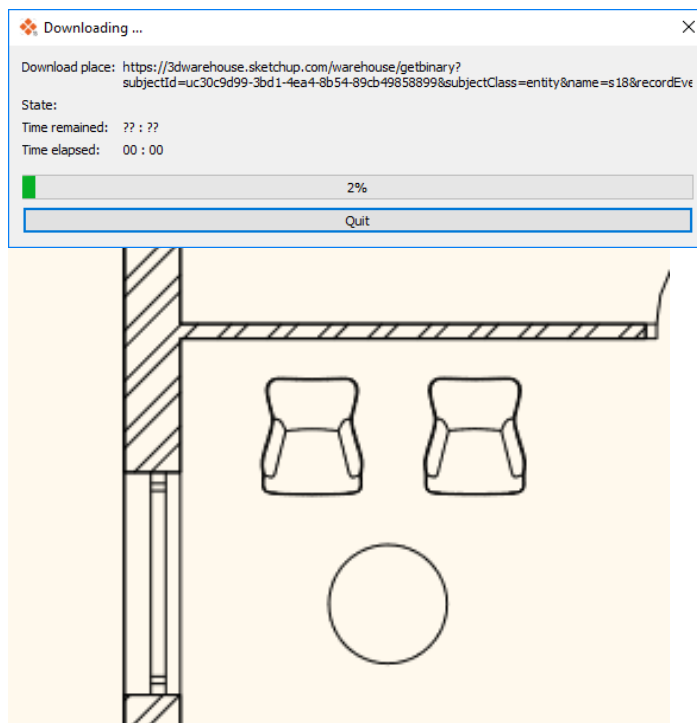 Downloading ...
Download place: https://3dwarehouse.sketchup.com/warehouse/getbinary?
subjectId=uc30c9d99-3bd1-4ea4-8b54-89cb49858899&subjectClass=entity&name=s18&recordEve
State:
Time remained: ?? : ??
Time elapsed: 00 : 00
2%
Quit